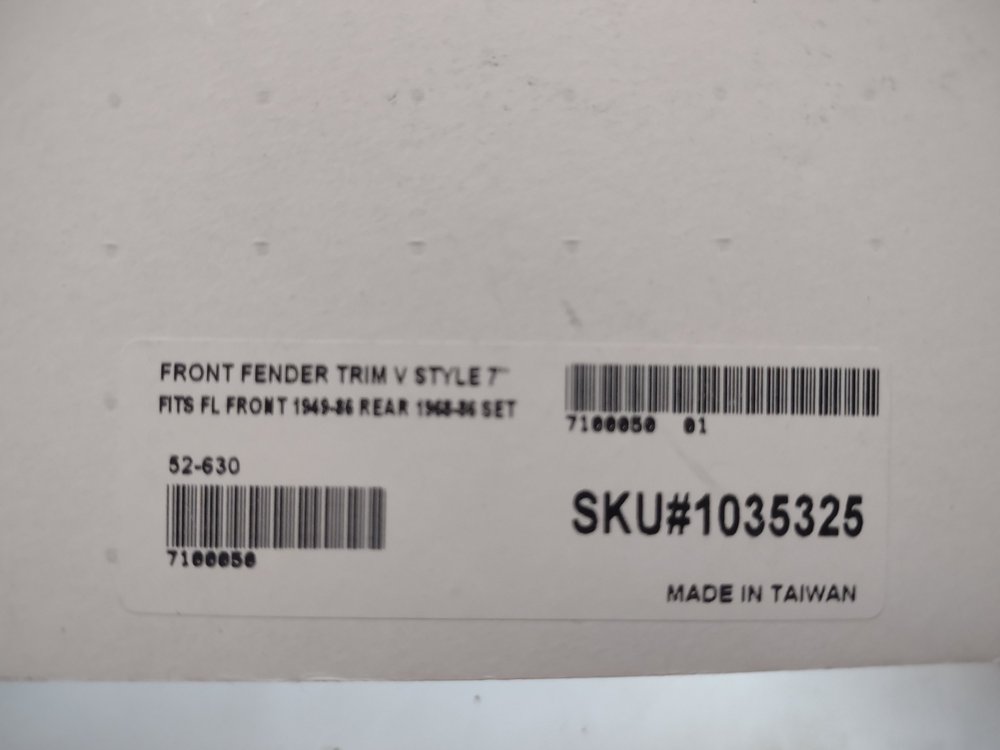 FRONT FENDER TRIM V STYLE 7"
FITS FL FRONT 1949-86 REAR 1968-86 SET
7100050 01
52-630
7100050
SKU#1035325
MADE IN TAIWAN